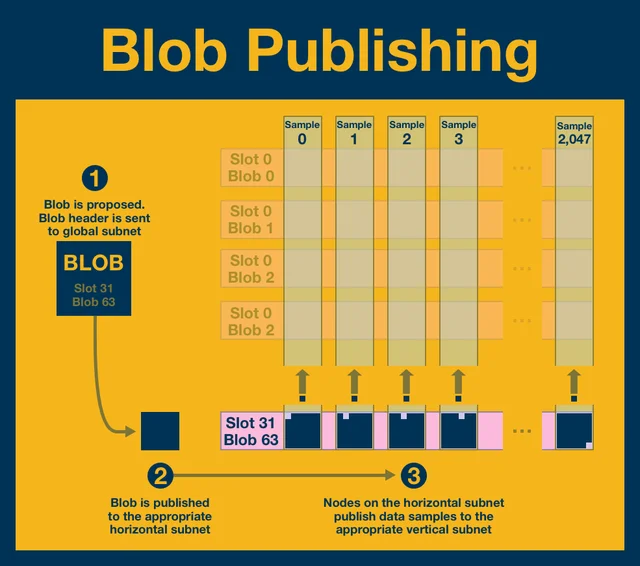 Blob Publishing
1
Blob is proposed.
Blob header is sent
to global subnet
BLOB
Slot 31
Blob 63
Sample
0
Sample
1
Sample
2
Sample
3
Sample
2,047
Slot 0
Blob 0
...
Slot 0
Blob 1
...
Slot 0
Blob 2
...
Slot 0
Blob 2
...
Slot 31
Blob 63
...
2
Blob is published
to the appropriate
horizontal subnet
3
Nodes on the horizontal subnet
publish data samples to the
appropriate vertical subnet